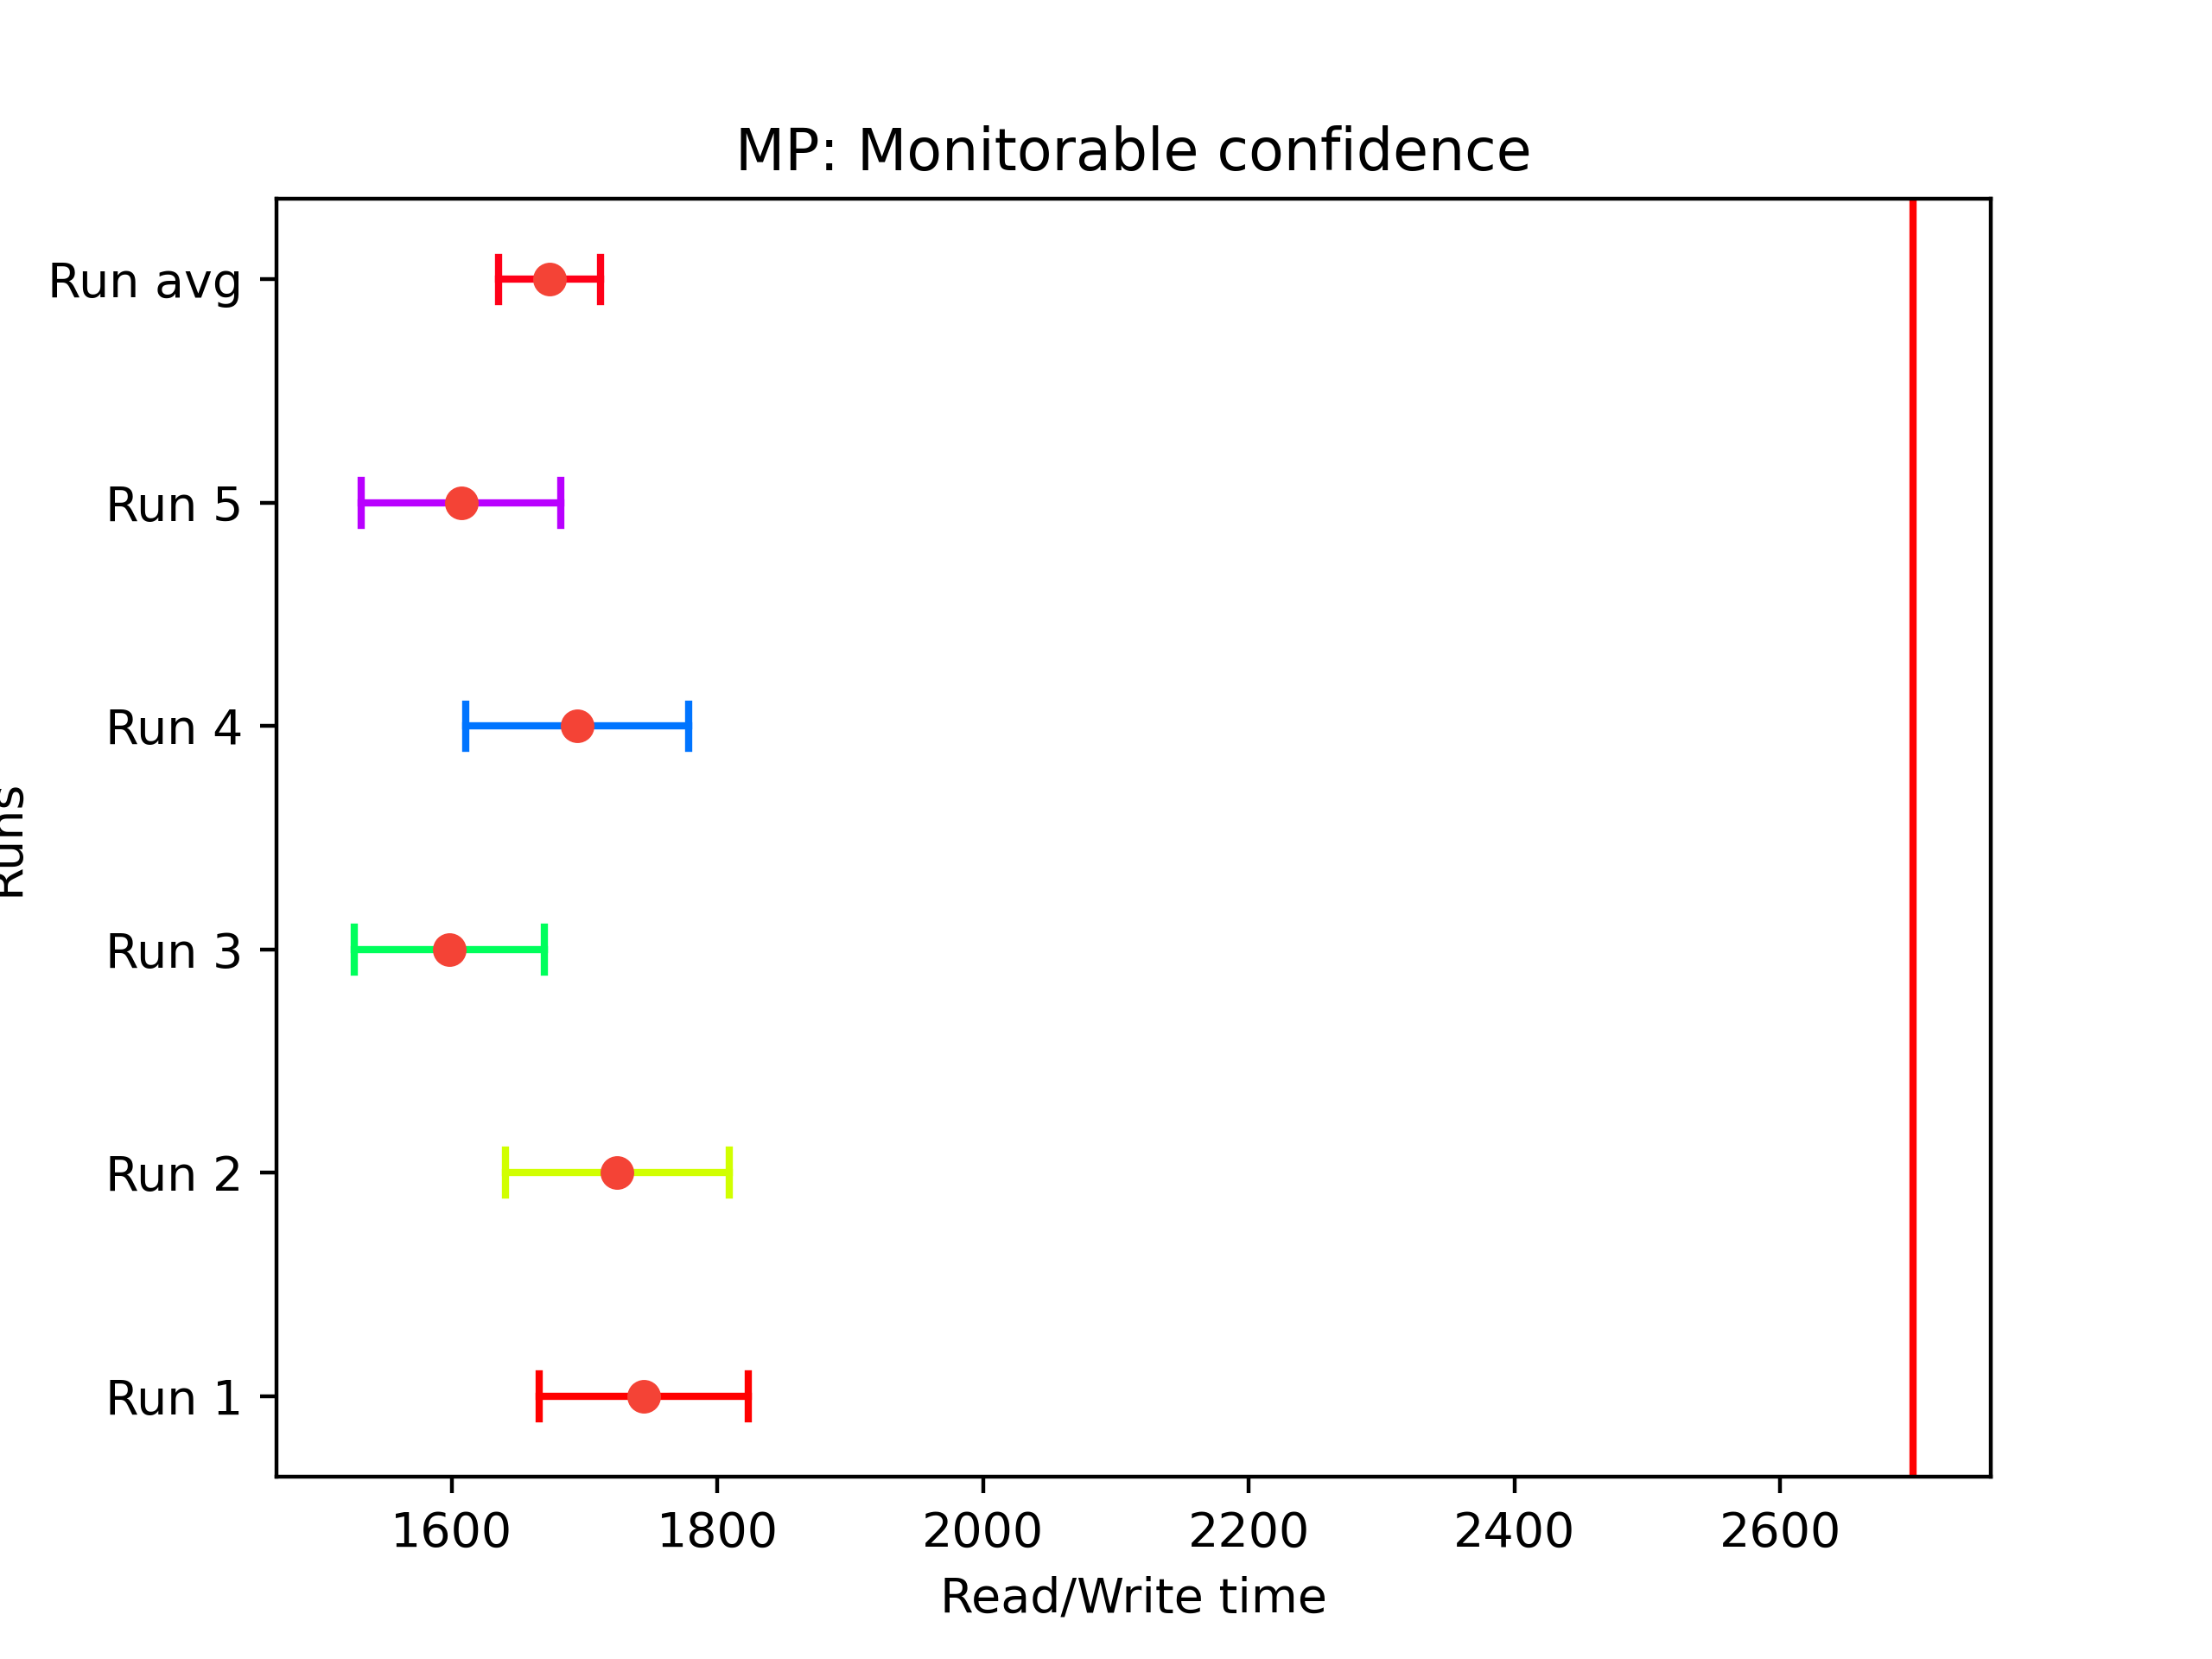 MP: Monitorable confidence
Run avg
Run 5
Run 4
Run 3
Run 2
Run 1
Runs
1600 1800 2000 2200 2400 2600
Read/Write time